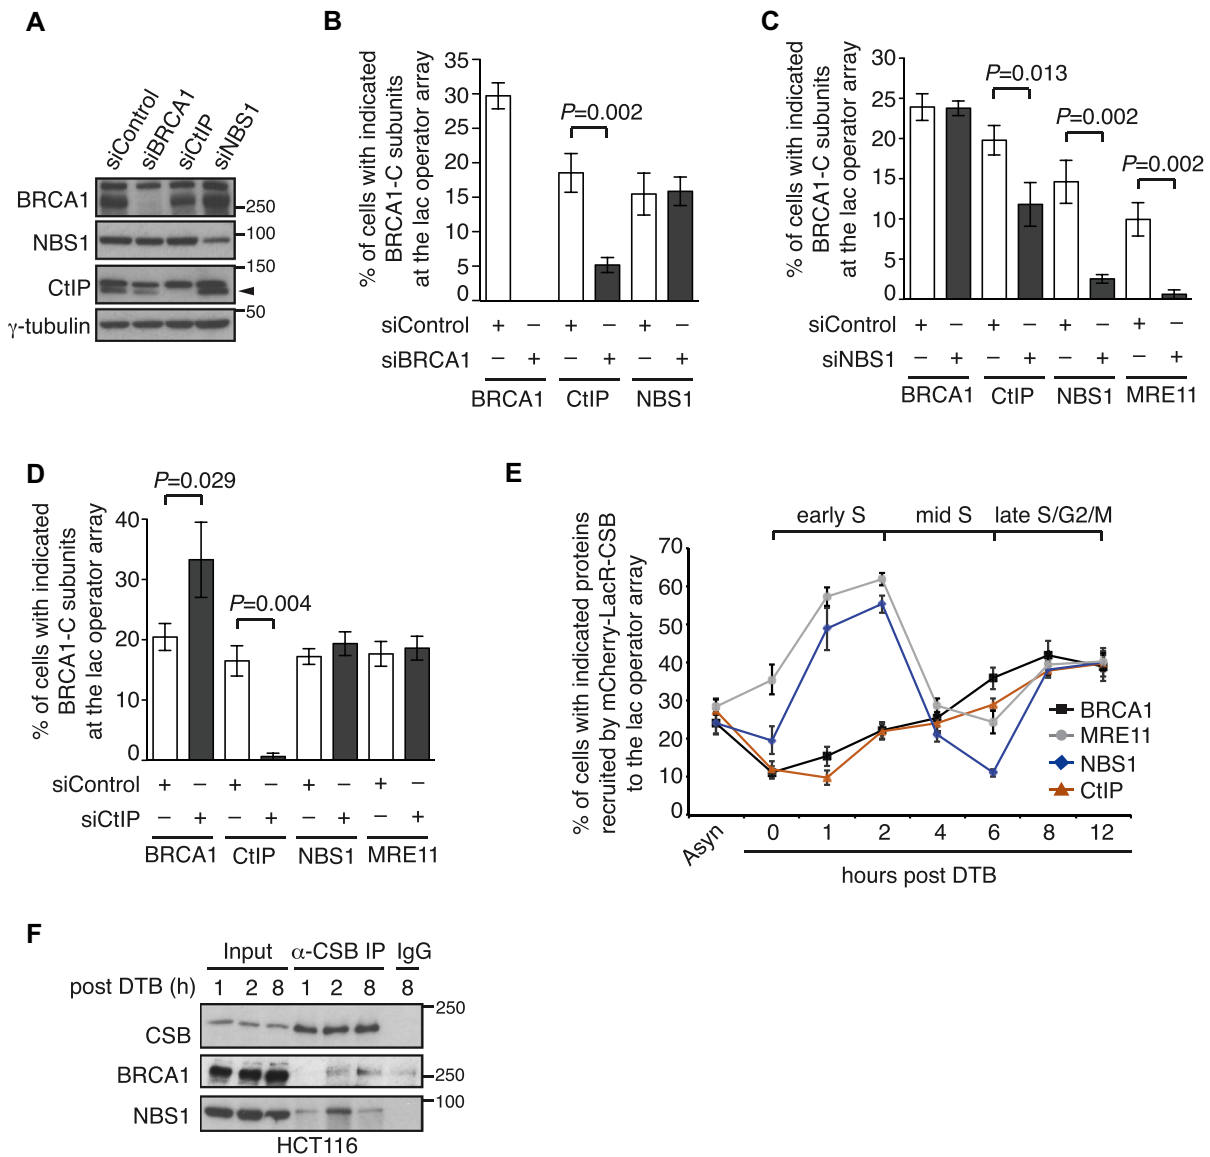 A
siControl
siBRCA1
siCtIP
siNBS1
BRCA1
250
NBS1
100
150
CtIP
50
γ-tubulin
B
% of cells with indicated
BRCA1-C subunits
at the lac operator array
35
30
25
20
15
10
5
0
P=0.002
siControl + – + – + –
siBRCA1 – + – + – +
BRCA1 CtIP NBS1
C
% of cells with indicated
BRCA1-C subunits
at the lac operator array
30
25
20
15
10
5
0
P=0.013
P=0.002
P=0.002
siControl + – + – + – + –
siNBS1 – + – + – + – +
BRCA1 CtIP NBS1 MRE11
D
% of cells with indicated
BRCA1-C subunits
at the lac operator array
40
30
20
10
0
P=0.029
P=0.004
siControl + – + – + – + –
siCtIP – + – + – + – +
BRCA1 CtIP NBS1 MRE11
E
% of cells with indicated proteins
recruited by mCherry-LacR-CSB
to the lac operator array
early S mid S late S/G2/M
70
60
50
40
30
20
10
0
BRCA1
MRE11
NBS1
CtIP
Asyn 0 1 2 4 6 8 12
hours post DTB
F
Input α-CSB IP IgG
post DTB (h) 1 2 8 1 2 8 8
250
CSB
BRCA1
250
100
NBS1
HCT116